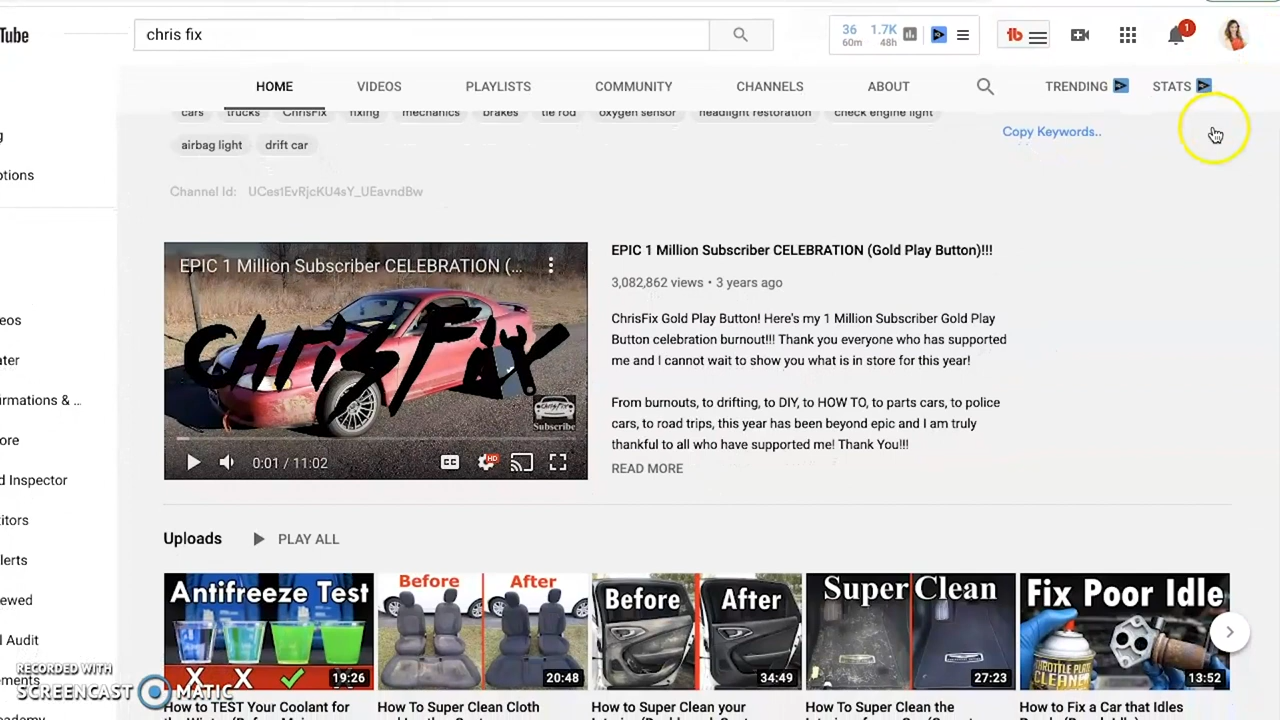 uTube
chris fix
36
60m
1.7K
48h
tb
1
HOME
VIDEOS
PLAYLISTS
COMMUNITY
CHANNELS
ABOUT
TRENDING
STATS
cars
trucks
ChrisFix
fixing
mechanics
brakes
tie rod
oxygen sensor
headlight restoration
check engine light
airbag light
drift car
Copy Keywords..
Channel Id: UCes1EvRjcKU4sY_UEavndBw
g
ptions
eos
ater
irmations & ...
ore
d Inspector
itors
lerts
ewed
l Audit
ements
EPIC 1 Million Subscriber CELEBRATION (...
ChrisFix
Subscribe
0:01 / 11:02
CC
HD
EPIC 1 Million Subscriber CELEBRATION (Gold Play Button)!!!
3,082,862 views • 3 years ago
ChrisFix Gold Play Button! Here's my 1 Million Subscriber Gold Play
Button celebration burnout!!! Thank you everyone who has supported
me and I cannot wait to show you what is in store for this year!
From burnouts, to drifting, to DIY, to HOW TO, to parts cars, to police
cars, to road trips, this year has been beyond epic and I am truly
thankful to all who have supported me! Thank You!!!
READ MORE
Uploads
PLAY ALL
Antifreeze Test
X X
19:26
Before After
20:48
Before After
34:49
Super Clean
27:23
Fix Poor Idle
THROTTLE PLATE
CLEANER
13:52
How to TEST Your Coolant for
How To Super Clean Cloth
How to Super Clean your
How To Super Clean the
How to Fix a Car that Idles
RECORDED WITH
SCREENCAST MATIC